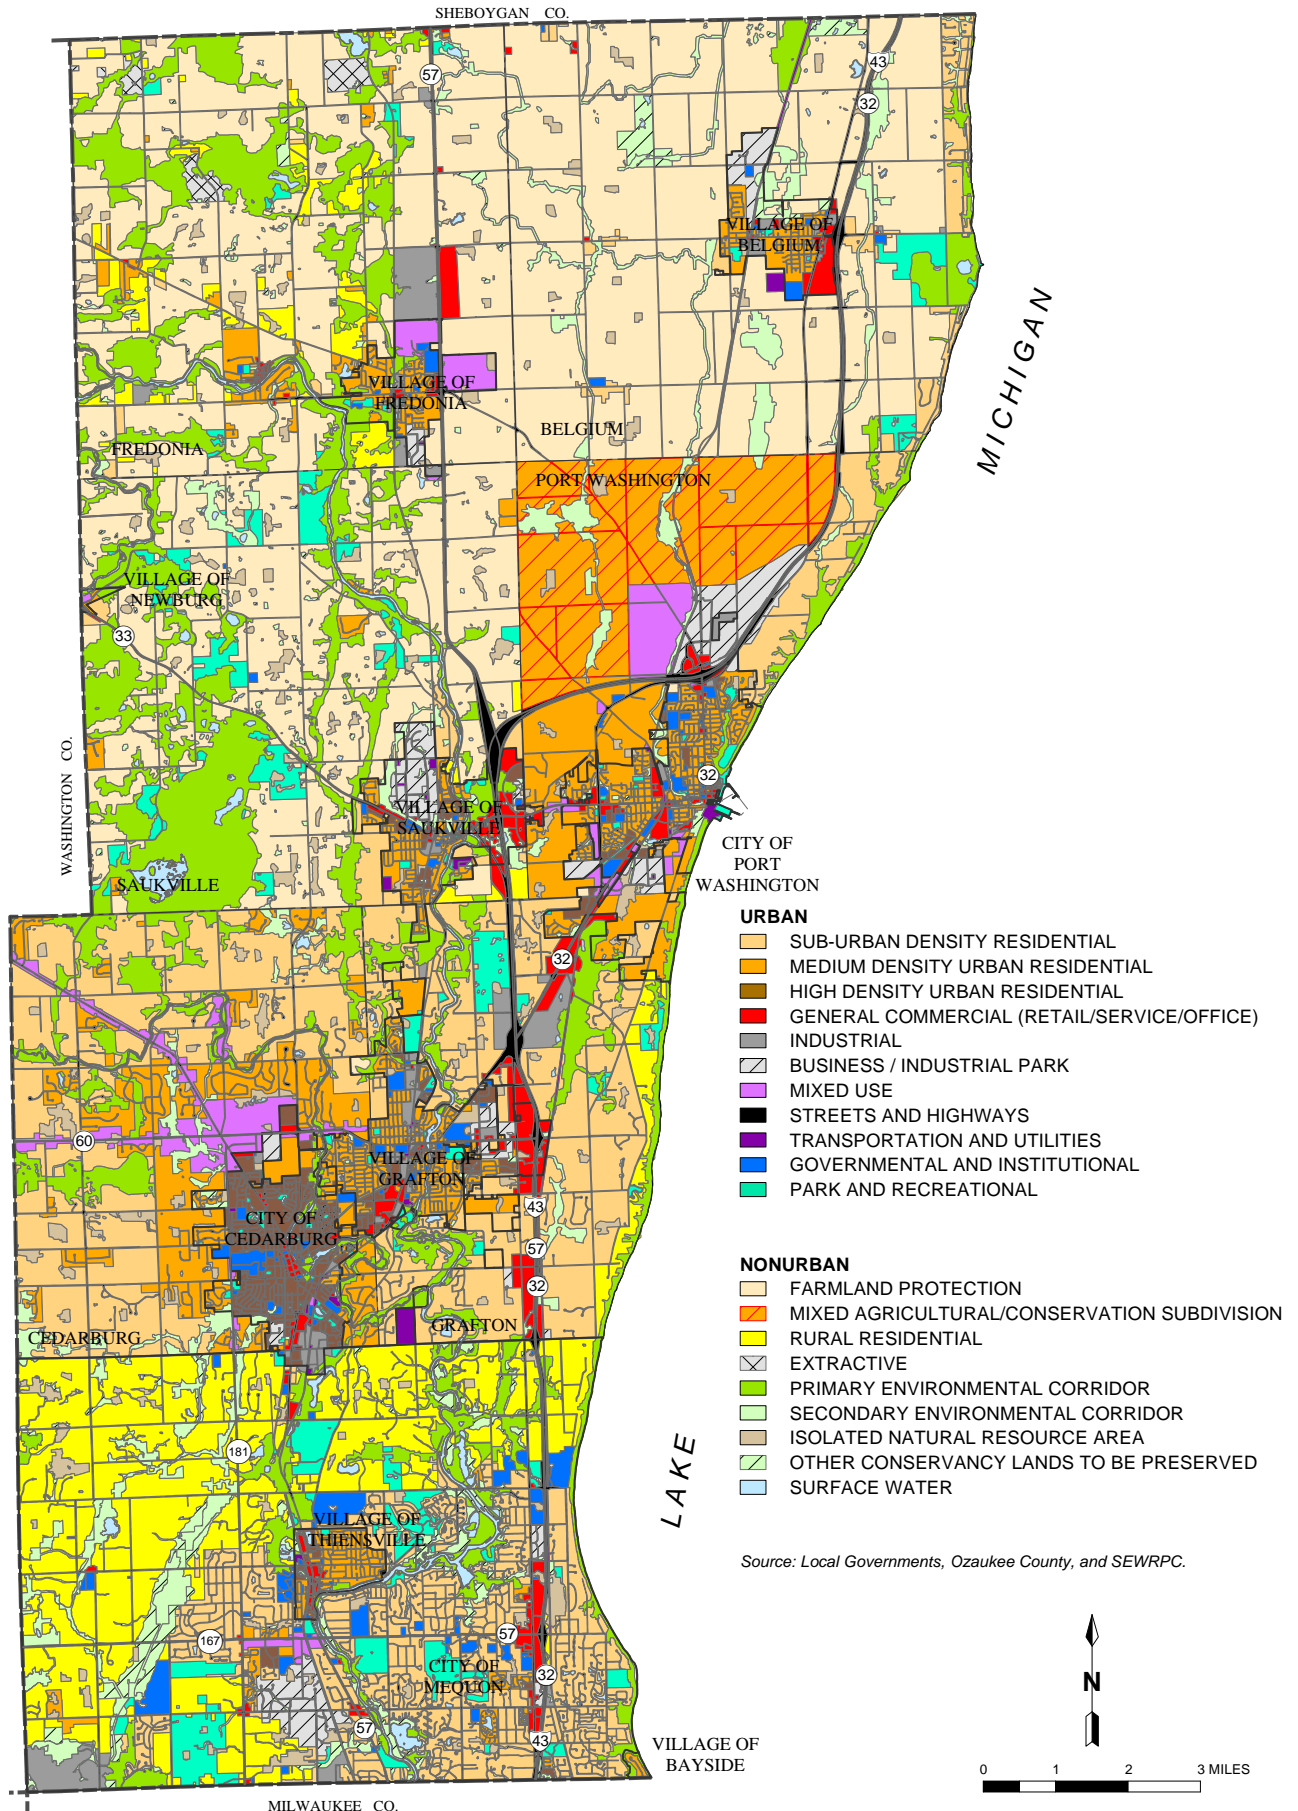 SHEBOYGAN CO.
57
43
32
VILLAGE OF
BELGIUM
MICHIGAN
VILLAGE OF
FREDONIA
BELGIUM
FREDONIA
PORT WASHINGTON
VILLAGE OF
NEWBURG
33
WASHINGTON CO.
32
VILLAGE OF
SAUKVILLE
CITY OF
PORT
WASHINGTON
SAUKVILLE
32
URBAN
SUB-URBAN DENSITY RESIDENTIAL
MEDIUM DENSITY URBAN RESIDENTIAL
HIGH DENSITY URBAN RESIDENTIAL
GENERAL COMMERCIAL (RETAIL/SERVICE/OFFICE)
INDUSTRIAL
BUSINESS / INDUSTRIAL PARK
MIXED USE
STREETS AND HIGHWAYS
TRANSPORTATION AND UTILITIES
GOVERNMENTAL AND INSTITUTIONAL
PARK AND RECREATIONAL
60
VILLAGE OF
GRAFTON
43
CITY OF
CEDARBURG
57
32
CEDARBURG
GRAFTON
NONURBAN
FARMLAND PROTECTION
MIXED AGRICULTURAL/CONSERVATION SUBDIVISION
RURAL RESIDENTIAL
EXTRACTIVE
PRIMARY ENVIRONMENTAL CORRIDOR
SECONDARY ENVIRONMENTAL CORRIDOR
ISOLATED NATURAL RESOURCE AREA
OTHER CONSERVANCY LANDS TO BE PRESERVED
SURFACE WATER
181
LAKE
VILLAGE OF
THIENSVILLE
Source: Local Governments, Ozaukee County, and SEWRPC.
167
57
CITY OF
MEQUON
32
57
43
VILLAGE OF
BAYSIDE
N
0 1 2 3 MILES
MILWAUKEE CO.